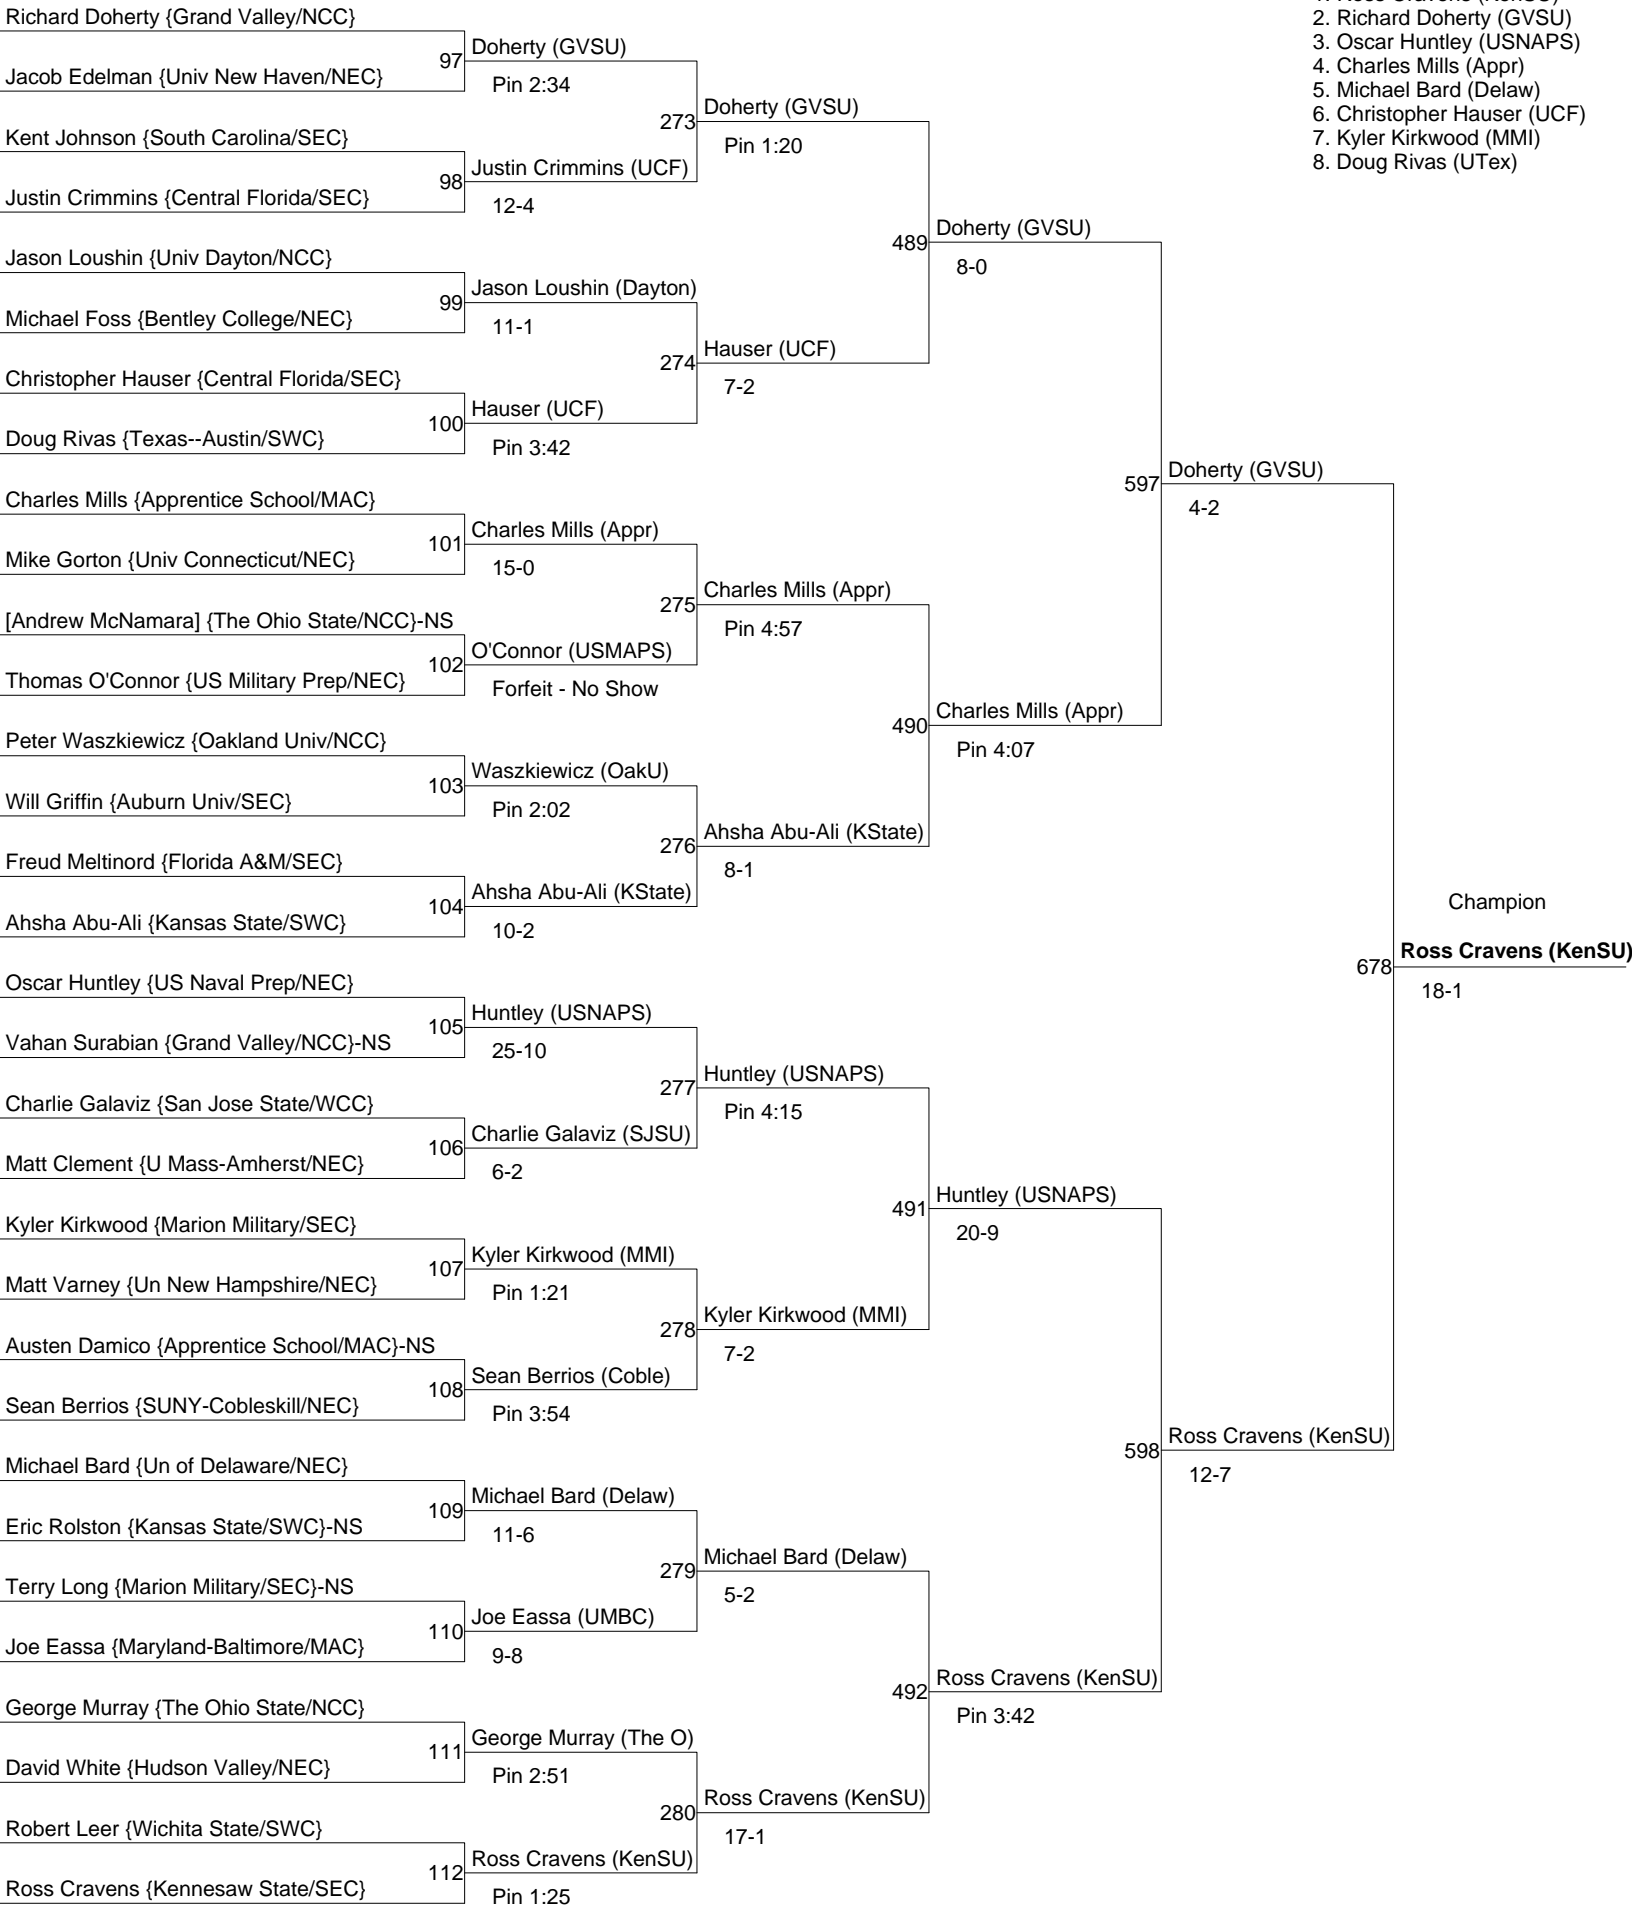 2. Richard Doherty (GVSU)
3. Oscar Huntley (USNAPS)
4. Charles Mills (Appr)
5. Michael Bard (Delaw)
6. Christopher Hauser (UCF)
7. Kyler Kirkwood (MMI)
8. Doug Rivas (UTex)
Richard Doherty {Grand Valley/NCC}
Jacob Edelman {Univ New Haven/NEC}
Kent Johnson {South Carolina/SEC}
Justin Crimmins {Central Florida/SEC}
Jason Loushin {Univ Dayton/NCC}
Michael Foss {Bentley College/NEC}
Christopher Hauser {Central Florida/SEC}
Doug Rivas {Texas--Austin/SWC}
Charles Mills {Apprentice School/MAC}
Mike Gorton {Univ Connecticut/NEC}
[Andrew McNamara] {The Ohio State/NCC}-NS
Thomas O'Connor {US Military Prep/NEC}
Peter Waszkiewicz {Oakland Univ/NCC}
Will Griffin {Auburn Univ/SEC}
Freud Meltinord {Florida A&M/SEC}
Ahsha Abu-Ali {Kansas State/SWC}
Oscar Huntley {US Naval Prep/NEC}
Vahan Surabian {Grand Valley/NCC}-NS
Charlie Galaviz {San Jose State/WCC}
Matt Clement {U Mass-Amherst/NEC}
Kyler Kirkwood {Marion Military/SEC}
Matt Varney {Un New Hampshire/NEC}
Austen Damico {Apprentice School/MAC}-NS
Sean Berrios {SUNY-Cobleskill/NEC}
Michael Bard {Un of Delaware/NEC}
Eric Rolston {Kansas State/SWC}-NS
Terry Long {Marion Military/SEC}-NS
Joe Eassa {Maryland-Baltimore/MAC}
George Murray {The Ohio State/NCC}
David White {Hudson Valley/NEC}
Robert Leer {Wichita State/SWC}
Ross Cravens {Kennesaw State/SEC}
97 Doherty (GVSU)
Pin 2:34
98 Justin Crimmins (UCF)
12-4
99 Jason Loushin (Dayton)
11-1
100 Hauser (UCF)
Pin 3:42
101 Charles Mills (Appr)
15-0
102 O'Connor (USMAPS)
Forfeit - No Show
103 Waszkiewicz (OakU)
Pin 2:02
104 Ahsha Abu-Ali (KState)
10-2
105 Huntley (USNAPS)
25-10
106 Charlie Galaviz (SJSU)
6-2
107 Kyler Kirkwood (MMI)
Pin 1:21
108 Sean Berrios (Coble)
Pin 3:54
109 Michael Bard (Delaw)
11-6
110 Joe Eassa (UMBC)
9-8
111 George Murray (The O)
Pin 2:51
112 Ross Cravens (KenSU)
Pin 1:25
273 Doherty (GVSU)
Pin 1:20
274 Hauser (UCF)
7-2
275 Charles Mills (Appr)
Pin 4:57
276 Ahsha Abu-Ali (KState)
8-1
277 Huntley (USNAPS)
Pin 4:15
278 Kyler Kirkwood (MMI)
7-2
279 Michael Bard (Delaw)
5-2
280 Ross Cravens (KenSU)
17-1
489 Doherty (GVSU)
8-0
490 Charles Mills (Appr)
Pin 4:07
491 Huntley (USNAPS)
20-9
492 Ross Cravens (KenSU)
Pin 3:42
597 Doherty (GVSU)
4-2
598 Ross Cravens (KenSU)
12-7
Champion
678 Ross Cravens (KenSU)
18-1